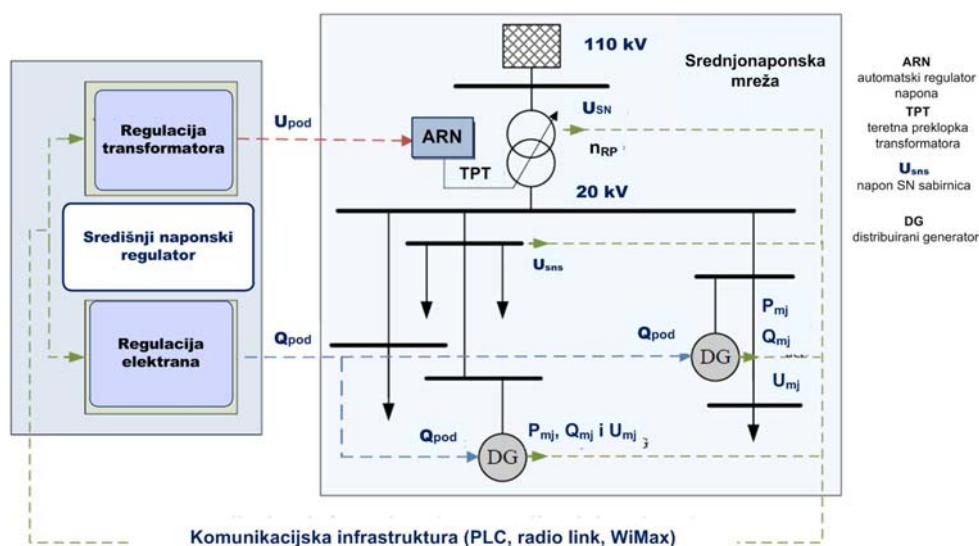 110 kV
Srednjonaponska
mreža
ARN
automatski regulator
napona
TPT
teretna preklopka
transformatora
Usns
napon SN sabirnica
DG
distribuirani generator
Regulacija
transformatora
Upod
ARN
USN
nRP
TPT
20 kV
Središnji naponski
regulator
Usns
Regulacija
elektrana
Qpod
Qpod
DG
Pmj
Qmj
Umj
Qpod
DG
Pmj, Qmj i Umj
Komunikacijska infrastruktura (PLC, radio link, WiMax)